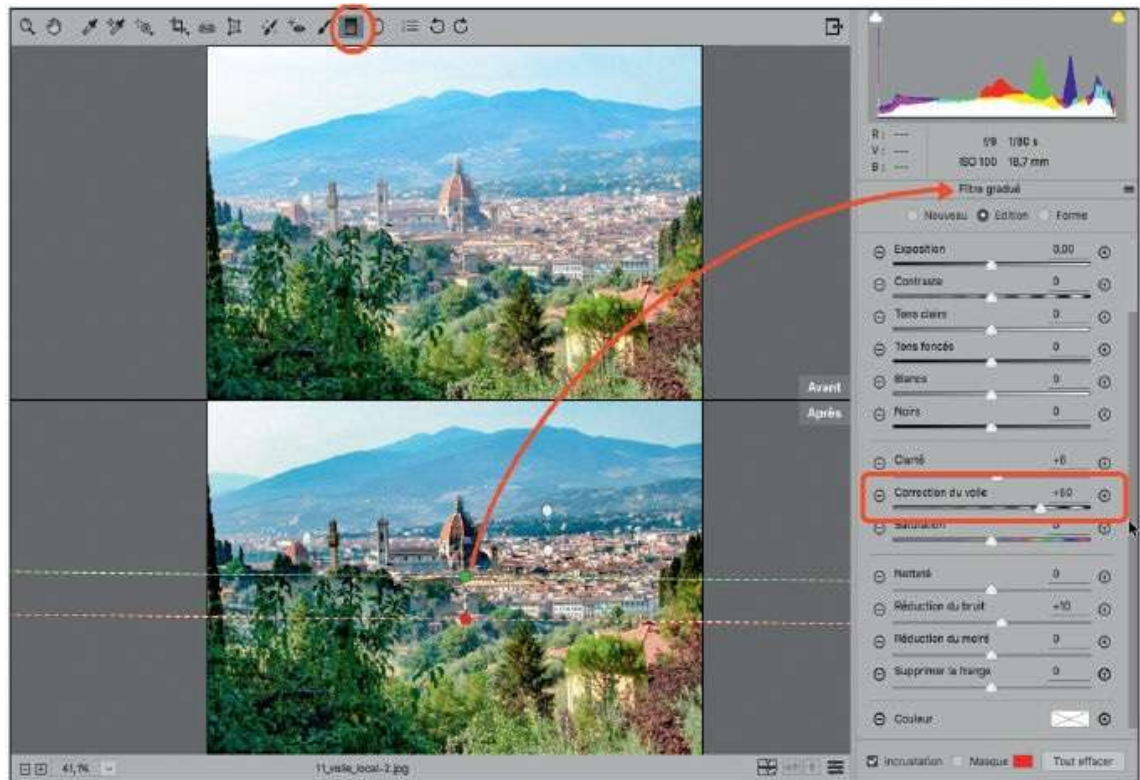 R : ---
V : ---
B : ---
f/9 1/80 s
ISO 100 18,7 mm
Filtre gradué
Nouveau Edition Forme
Exposition 0,00
Contraste 0
Tons clairs 0
Tons foncés 0
Blancs 0
Noirs 0
Clarté
Correction du voile
Saturation 0
Netteté 0
Réduction du bruit +10
Réduction du moiré 0
Supprimer la frange 0
Couleur
Incrustation Masque Tout effacer
Avant
Après
41,1%
11_voile_local-2.jpg